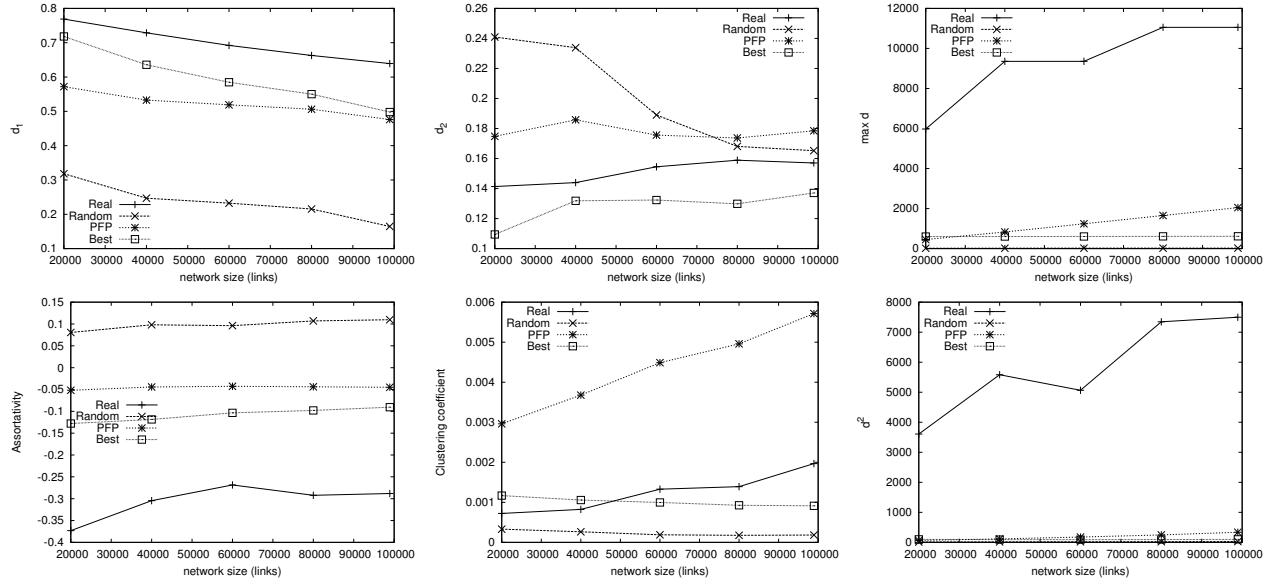 0.8
0.7
0.6
0.5
0.4
0.3
0.2
0.1
d1
Real
Random
PFP
Best
20000 30000 40000 50000 60000 70000 80000 90000 100000
network size (links)
0.26
0.24
0.22
0.2
0.18
0.16
0.14
0.12
0.1
d2
Real
Random
PFP
Best
20000 30000 40000 50000 60000 70000 80000 90000 100000
network size (links)
12000
10000
8000
6000
4000
2000
0
max d
Real
Random
PFP
Best
20000 30000 40000 50000 60000 70000 80000 90000 100000
network size (links)
0.15
0.1
0.05
0
-0.05
-0.1
-0.15
-0.2
-0.25
-0.3
-0.35
-0.4
Assortativity
Real
Random
PFP
Best
20000 30000 40000 50000 60000 70000 80000 90000 100000
network size (links)
0.006
0.005
0.004
0.003
0.002
0.001
0
Clustering coefficient
Real
Random
PFP
Best
20000 30000 40000 50000 60000 70000 80000 90000 100000
network size (links)
8000
7000
6000
5000
4000
3000
2000
1000
0
d²
Real
Random
PFP
Best
20000 30000 40000 50000 60000 70000 80000 90000 100000
network size (links)